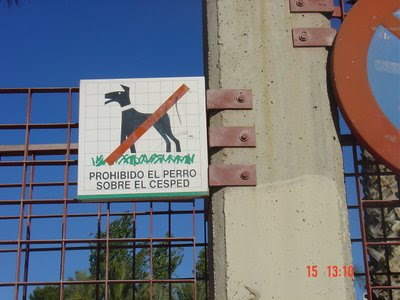 PROHIBIDO EL PERRO
SOBRE EL CESPED
15 13:10